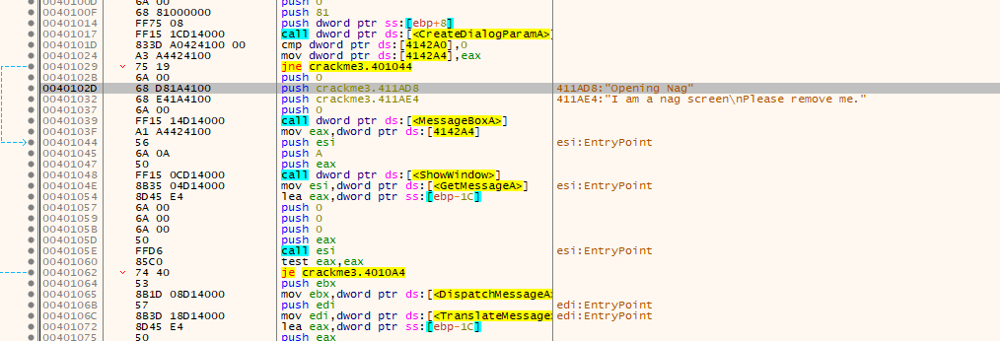 0040100D 6A 00 push 0
0040100F 68 81000000 push 81
00401014 FF75 08 push dword ptr ss:[ebp+8]
00401017 FF15 1CD14000 call dword ptr ds:[<CreateDialogParamA>]
0040101D 833D A0424100 00 cmp dword ptr ds:[4142A0],0
00401024 A3 A4424100 mov dword ptr ds:[4142A4],eax
00401029 75 19 jne crackme3.401044
0040102B 6A 00 push 0
0040102D 68 D81A4100 push crackme3.411AD8 411AD8:"Opening Nag"
00401032 68 E41A4100 push crackme3.411AE4 411AE4:"I am a nag screen\nPlease remove me."
00401037 6A 00 push 0
00401039 FF15 14D14000 call dword ptr ds:[<MessageBoxA>]
0040103F A1 A4424100 mov eax,dword ptr ds:[4142A4]
00401044 56 push esi esi:EntryPoint
00401045 6A 0A push A
00401047 50 push eax
00401048 FF15 0CD14000 call dword ptr ds:[<ShowWindow>]
0040104E 8B35 04D14000 mov esi,dword ptr ds:[<GetMessageA>] esi:EntryPoint
00401054 8D45 E4 lea eax,dword ptr ss:[ebp-1C]
00401057 6A 00 push 0
00401059 6A 00 push 0
0040105B 6A 00 push 0
0040105D 50 push eax
0040105E FFD6 call esi esi:EntryPoint
00401060 85C0 test eax,eax
00401062 74 40 je crackme3.4010A4
00401064 53 push ebx
00401065 8B1D 08D14000 mov ebx,dword ptr ds:[<DispatchMessageA>
0040106B 57 push edi edi:EntryPoint
0040106C 8B3D 18D14000 mov edi,dword ptr ds:[<TranslateMessage> edi:EntryPoint
00401072 8D45 E4 lea eax,dword ptr ss:[ebp-1C]
00401075 50 push eax